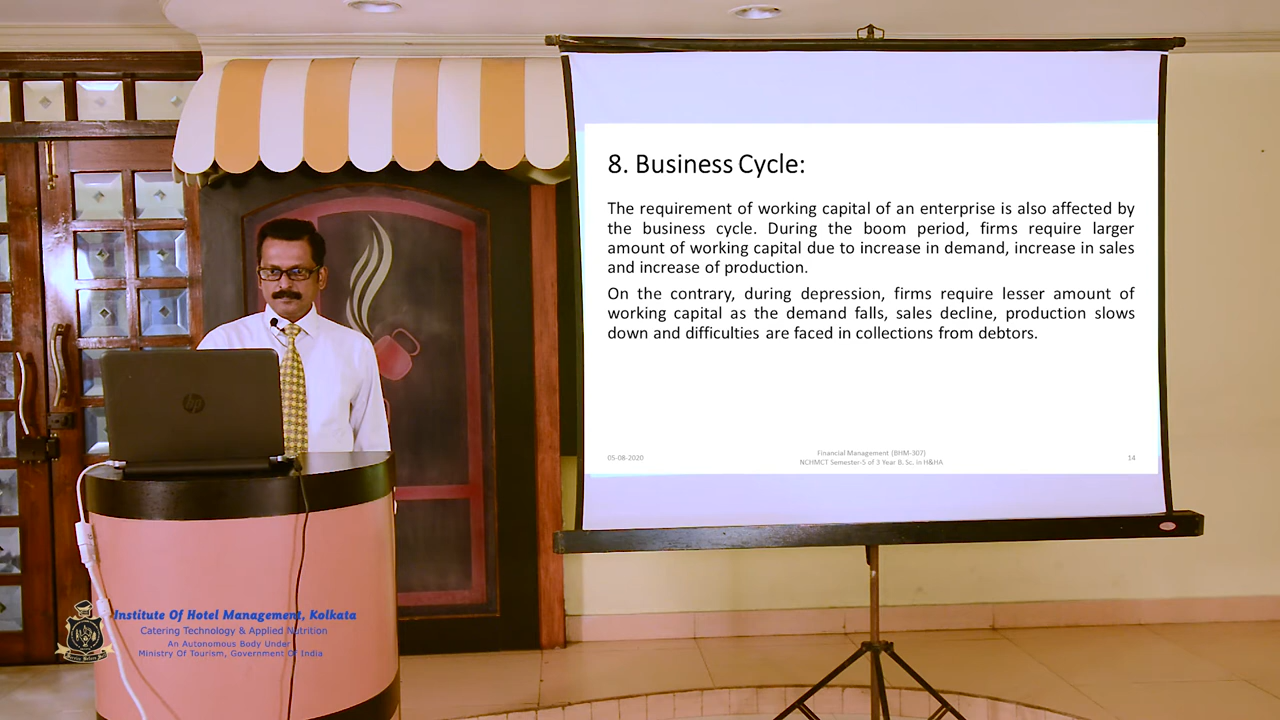 8. Business Cycle:
The requirement of working capital of an enterprise is also affected by
the business cycle. During the boom period, firms require larger
amount of working capital due to increase in demand, increase in sales
and increase of production.
On the contrary, during depression, firms require lesser amount of
working capital as the demand falls, sales decline, production slows
down and difficulties are faced in collections from debtors.
05-08-2020
Financial Management (BHM-307)
NCHMCT Semester-5 of 3 Year B. Sc. in H&HA
14
hp
Institute Of Hotel Management, Kolkata
Catering Technology & Applied Nutrition
An Autonomous Body Under
Ministry Of Tourism, Government Of India